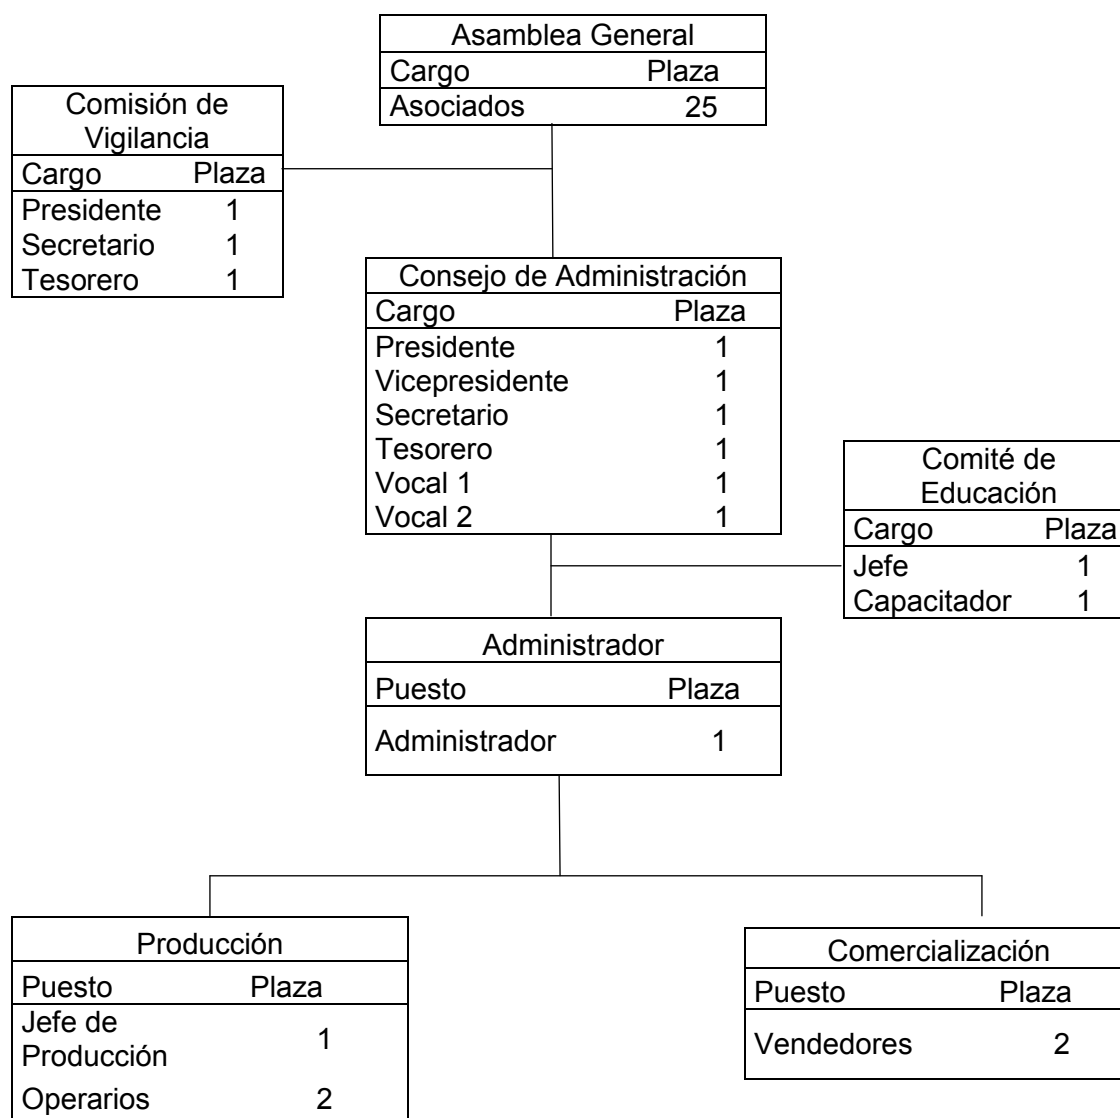 Asamblea General
Cargo Plaza
Asociados 25
Comisión de
Vigilancia
Cargo Plaza
Presidente 1
Secretario 1
Tesorero 1
Consejo de Administración
Cargo Plaza
Presidente 1
Vicepresidente 1
Secretario 1
Tesorero 1
Vocal 1 1
Vocal 2 1
Comité de
Educación
Cargo Plaza
Jefe 1
Capacitador 1
Administrador
Puesto Plaza
Administrador 1
Producción
Puesto Plaza
Jefe de
Producción 1
Operarios 2
Comercialización
Puesto Plaza
Vendedores 2